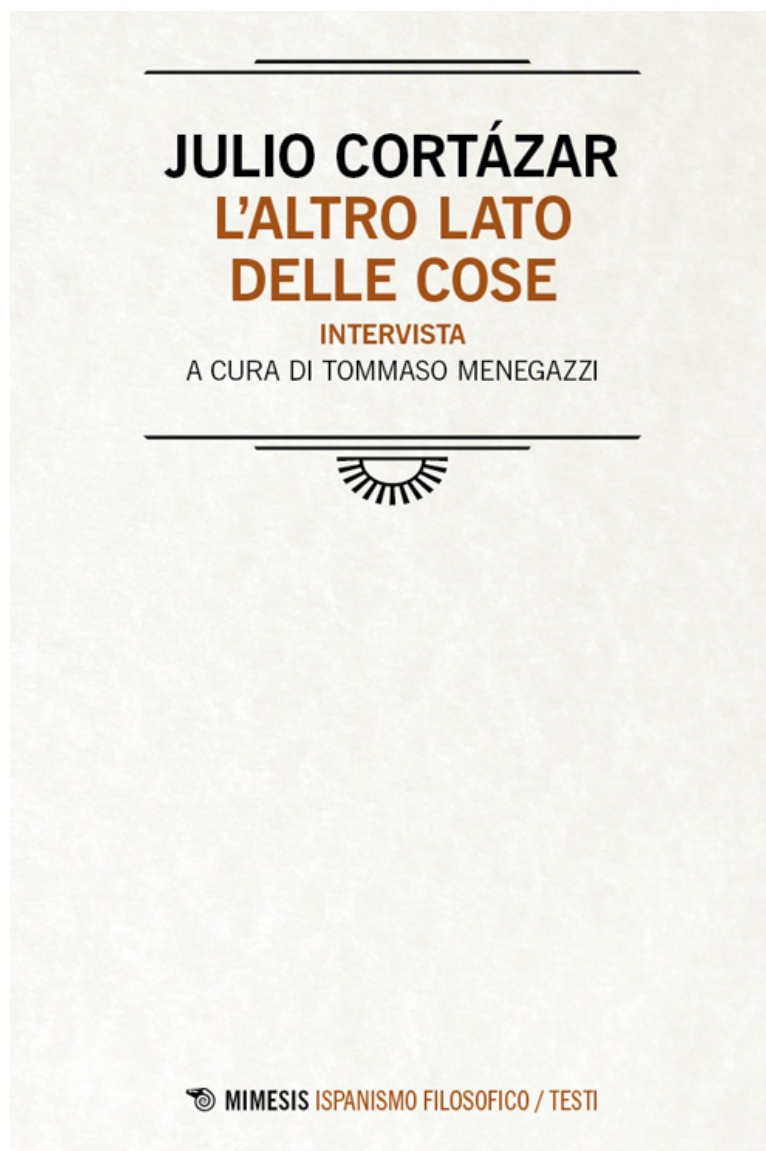 JULIO CORTÁZAR
L’ALTRO LATO
DELLE COSE
INTERVISTA
A CURA DI TOMMASO MENEGAZZI
MIMESIS ISPANISMO FILOSOFICO / TESTI